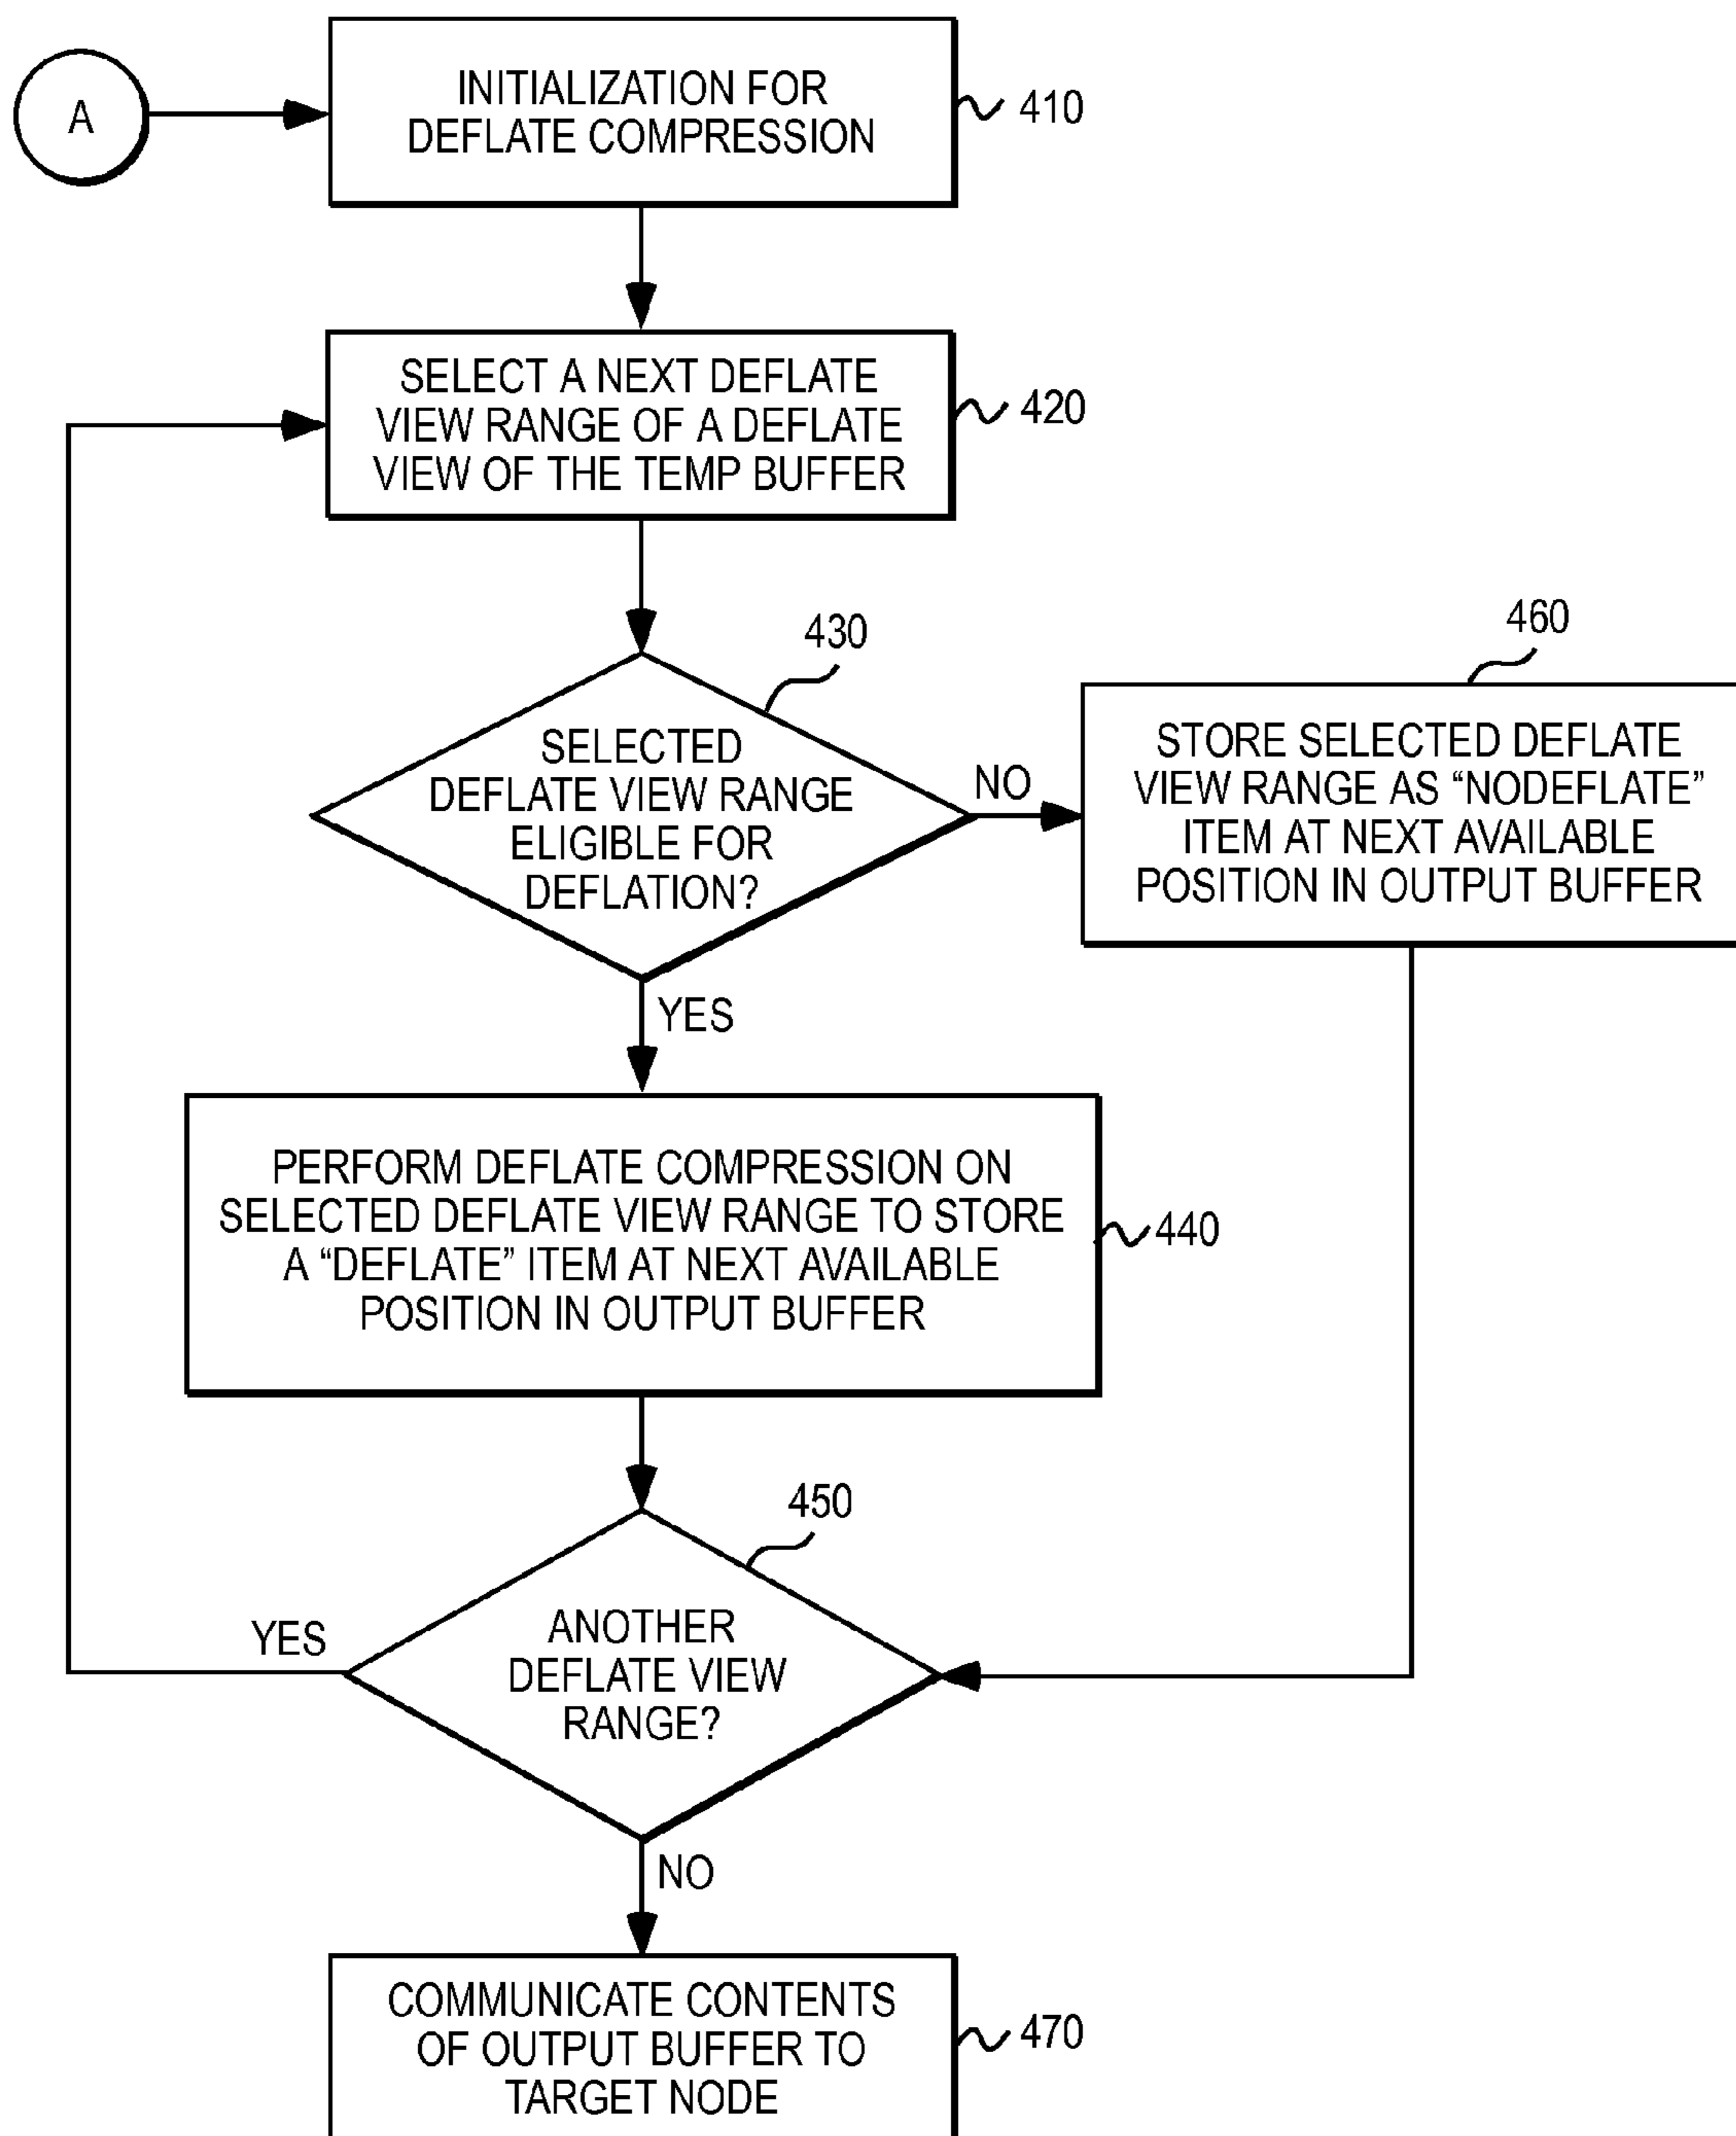 A
INITIALIZATION FOR
DEFLATE COMPRESSION
410
SELECT A NEXT DEFLATE
VIEW RANGE OF A DEFLATE
VIEW OF THE TEMP BUFFER
420
430
SELECTED
DEFLATE VIEW RANGE
ELIGIBLE FOR
DEFLATION?
NO
460
STORE SELECTED DEFLATE
VIEW RANGE AS “NODEFLATE”
ITEM AT NEXT AVAILABLE
POSITION IN OUTPUT BUFFER
YES
PERFORM DEFLATE COMPRESSION ON
SELECTED DEFLATE VIEW RANGE TO STORE
A “DEFLATE” ITEM AT NEXT AVAILABLE
POSITION IN OUTPUT BUFFER
440
450
ANOTHER
DEFLATE VIEW
RANGE?
YES
NO
COMMUNICATE CONTENTS
OF OUTPUT BUFFER TO
TARGET NODE
470